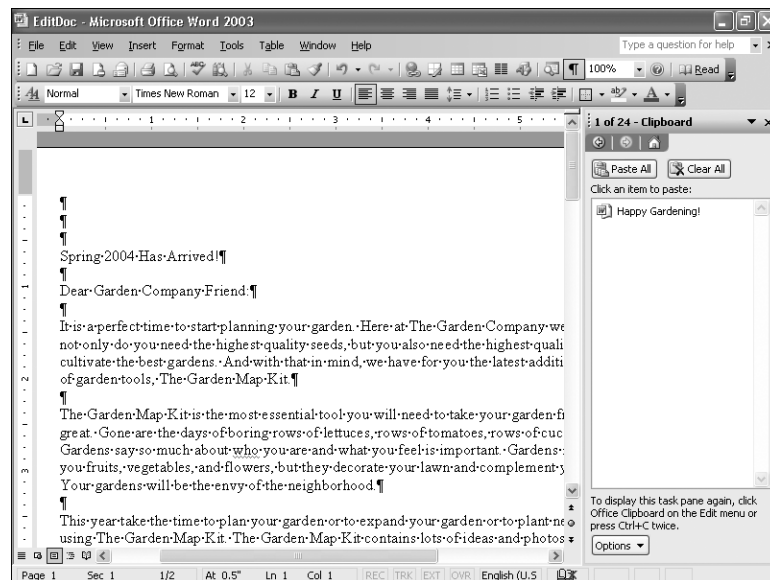 EditDoc - Microsoft Office Word 2003
File Edit View Insert Format Tools Table Window Help Type a question for help
100% Read
Normal Times New Roman 12 B I U
1 2 3 4 5
1 of 24 - Clipboard
Paste All Clear All
Click an item to paste:
Happy Gardening!
¶
¶
¶
Spring·2004·Has·Arrived!¶
¶
Dear·Garden·Company·Friend:¶
¶
It·is·a·perfect·time·to·start·planning·your·garden.·Here·at·The·Garden·Company·we
not·only·do·you·need·the·highest·quality·seeds,·but·you·also·need·the·highest·quali
cultivate·the·best·gardens.·And·with·that·in·mind,·we·have·for·you·the·latest·additi
of·garden·tools,·The·Garden·Map·Kit.¶
¶
The·Garden·Map·Kit·is·the·most·essential·tool·you·will·need·to·take·your·garden·f
great.·Gone·are·the·days·of·boring·rows·of·lettuces,·rows·of·tomatoes,·rows·of·cuc
Gardens·say·so·much·about·who·you·are·and·what·you·feel·is·important.·Gardens·
you·fruits,·vegetables,·and·flowers,·but·they·decorate·your·lawn·and·complement·y
Your·gardens·will·be·the·envy·of·the·neighborhood.¶
¶
This·year·take·the·time·to·plan·your·garden·or·to·expand·your·garden·or·to·plant·ne
using·The·Garden·Map·Kit.·The·Garden·Map·Kit·contains·lots·of·ideas·and·photos
To display this task pane again, click
Office Clipboard on the Edit menu or
press Ctrl+C twice.
Options
Page 1 Sec 1 1/2 At 0.5" Ln 1 Col 1 REC TRK EXT OVR English (U.S